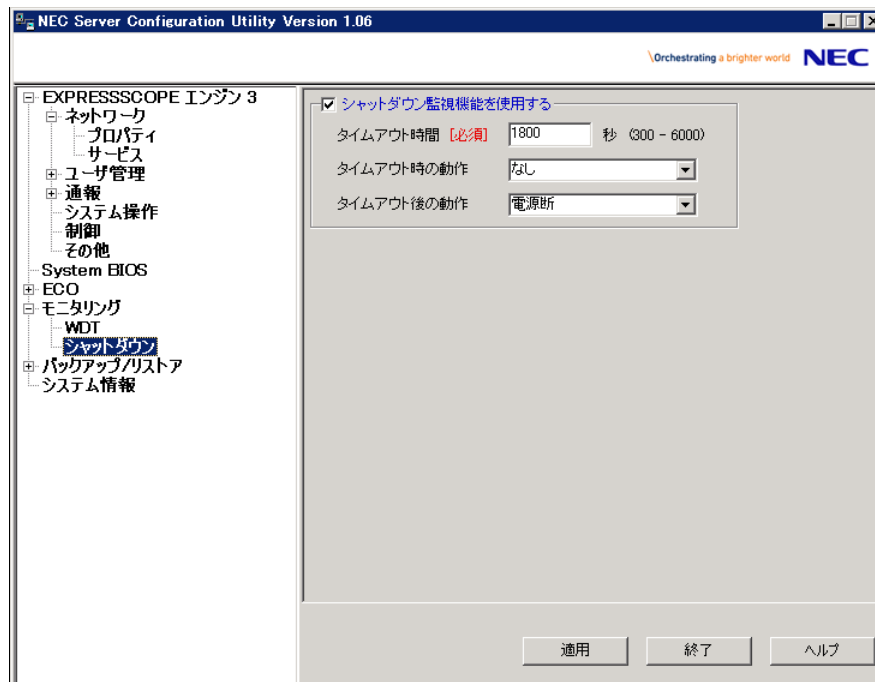 NEC Server Configuration Utility Version 1.06
\Orchestrating a brighter world NEC
EXPRESSSCOPE エンジン 3
ネットワーク
プロパティ
サービス
ユーザ管理
通報
システム操作
制御
その他
System BIOS
ECO
モニタリング
WDT
シャットダウン
バックアップ/リストア
システム情報
シャットダウン監視機能を使用する
タイムアウト時間 [必須] 1800 秒 (300 - 6000)
タイムアウト時の動作 なし
タイムアウト後の動作 電源断
適用 終了 ヘルプ